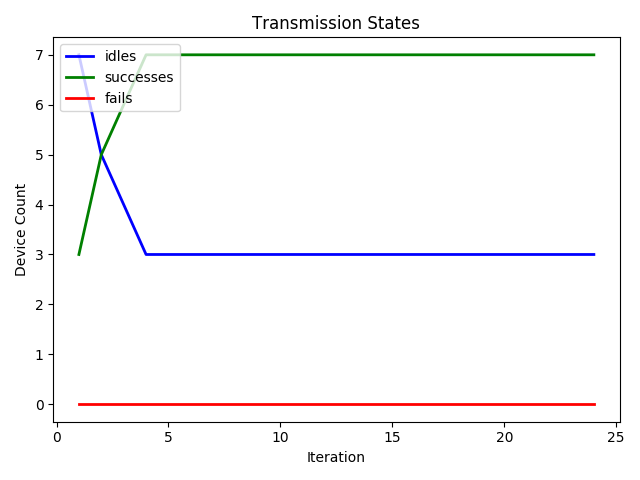 Transmission States
idles
successes
fails
7
6
5
4
3
2
1
0
Device Count
0 5 10 15 20 25
Iteration